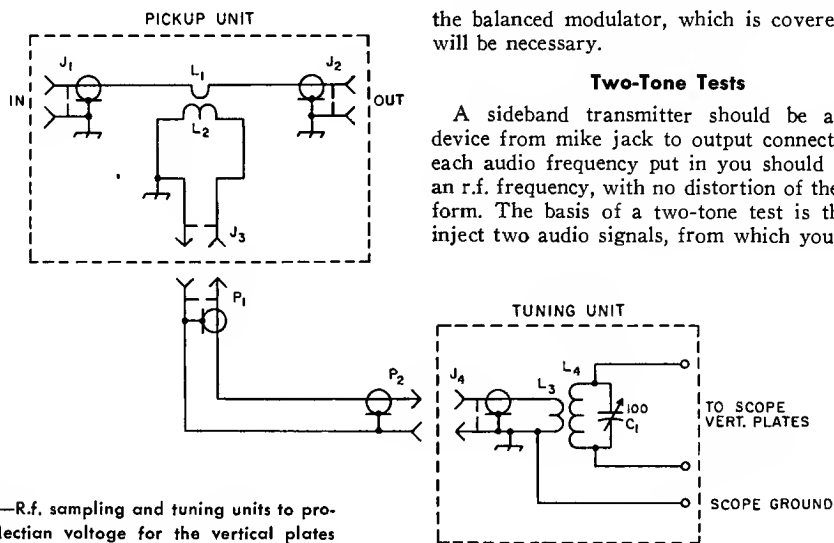 PICKUP UNIT
J1
L1
J2
IN
OUT
L2
J3
P1
P2
the balanced modulator, which is covere
will be necessary.
Two-Tone Tests
A sideband transmitter should be a
device from mike jack to output connect
each audio frequency put in you should
an r.f. frequency, with no distortion of the
form. The basis of a two-tone test is th
inject two audio signals, from which you
TUNING UNIT
J4
L3
L4
100
C1
TO SCOPE
VERT. PLATES
SCOPE GROUND
—R.f. sampling and tuning units to pro-
lectian voltoge for the vertical plates